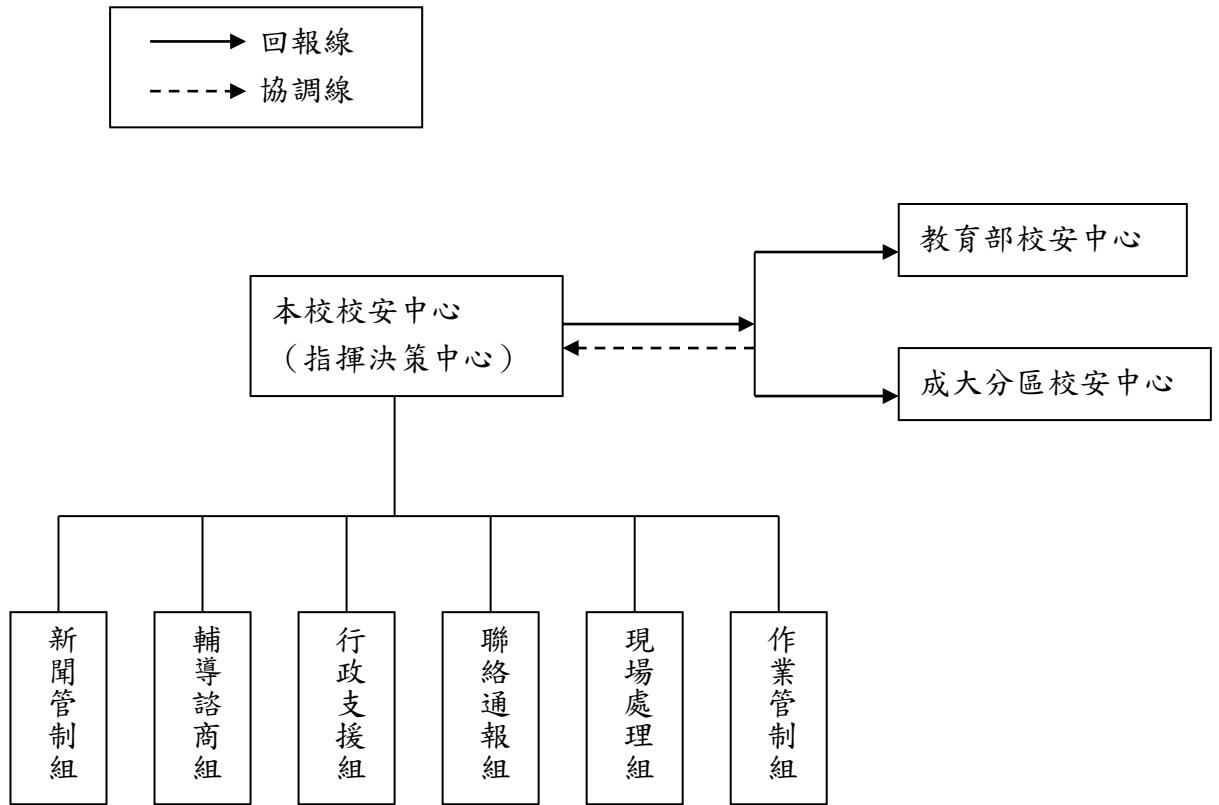 回報線
協調線
教育部校安中心
本校校安中心
（指揮決策中心）
成大分區校安中心
新聞管制組
輔導諮商組
行政支援組
聯絡通報組
現場處理組
作業管制組